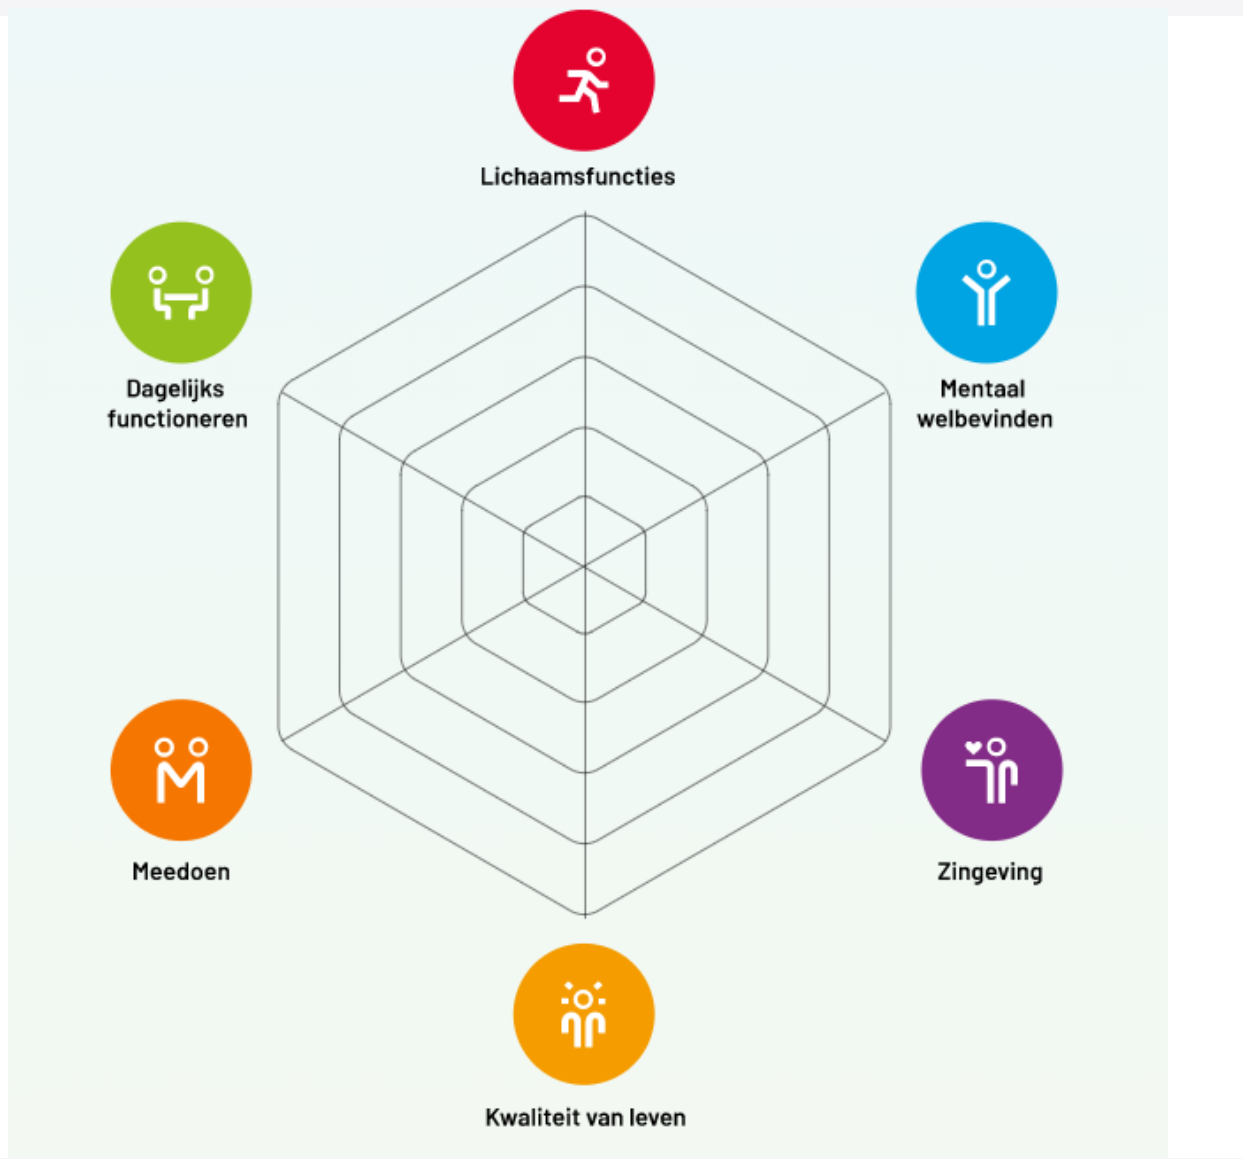 Lichaamsfuncties
Dagelijks
functioneren
Mentaal
welbevinden
Meedoen
Zingeving
Kwaliteit van leven